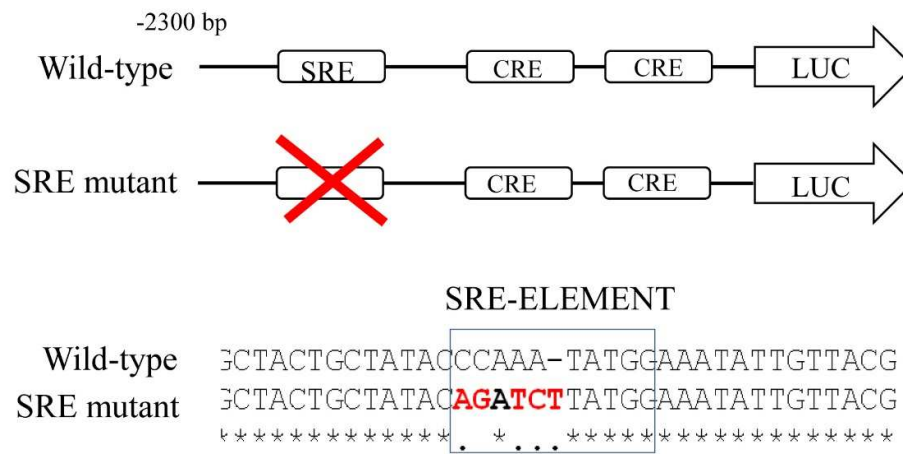 -2300 bp
Wild-type SRE CRE CRE LUC
SRE mutant CRE CRE LUC
SRE-ELEMENT
Wild-type GCTACTGCTATACCCAAA-TATGGAAATATTGTTACG
SRE mutant GCTACTGCTATACAGATCTTATGGAAATATTGTTACG
*************. *...******************